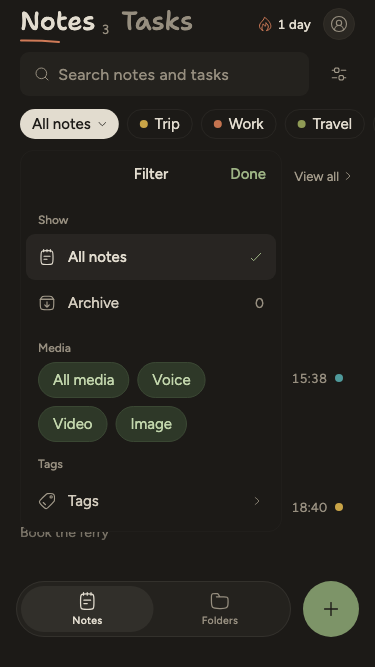 Notes 3 Tasks
1 day
Search notes and tasks
All notes Trip Work Travel
Filter Done
View all
Show
All notes
Archive 0
Media
All media Voice
15:38
Video Image
Tags
Tags
18:40
Book the ferry
Notes Folders